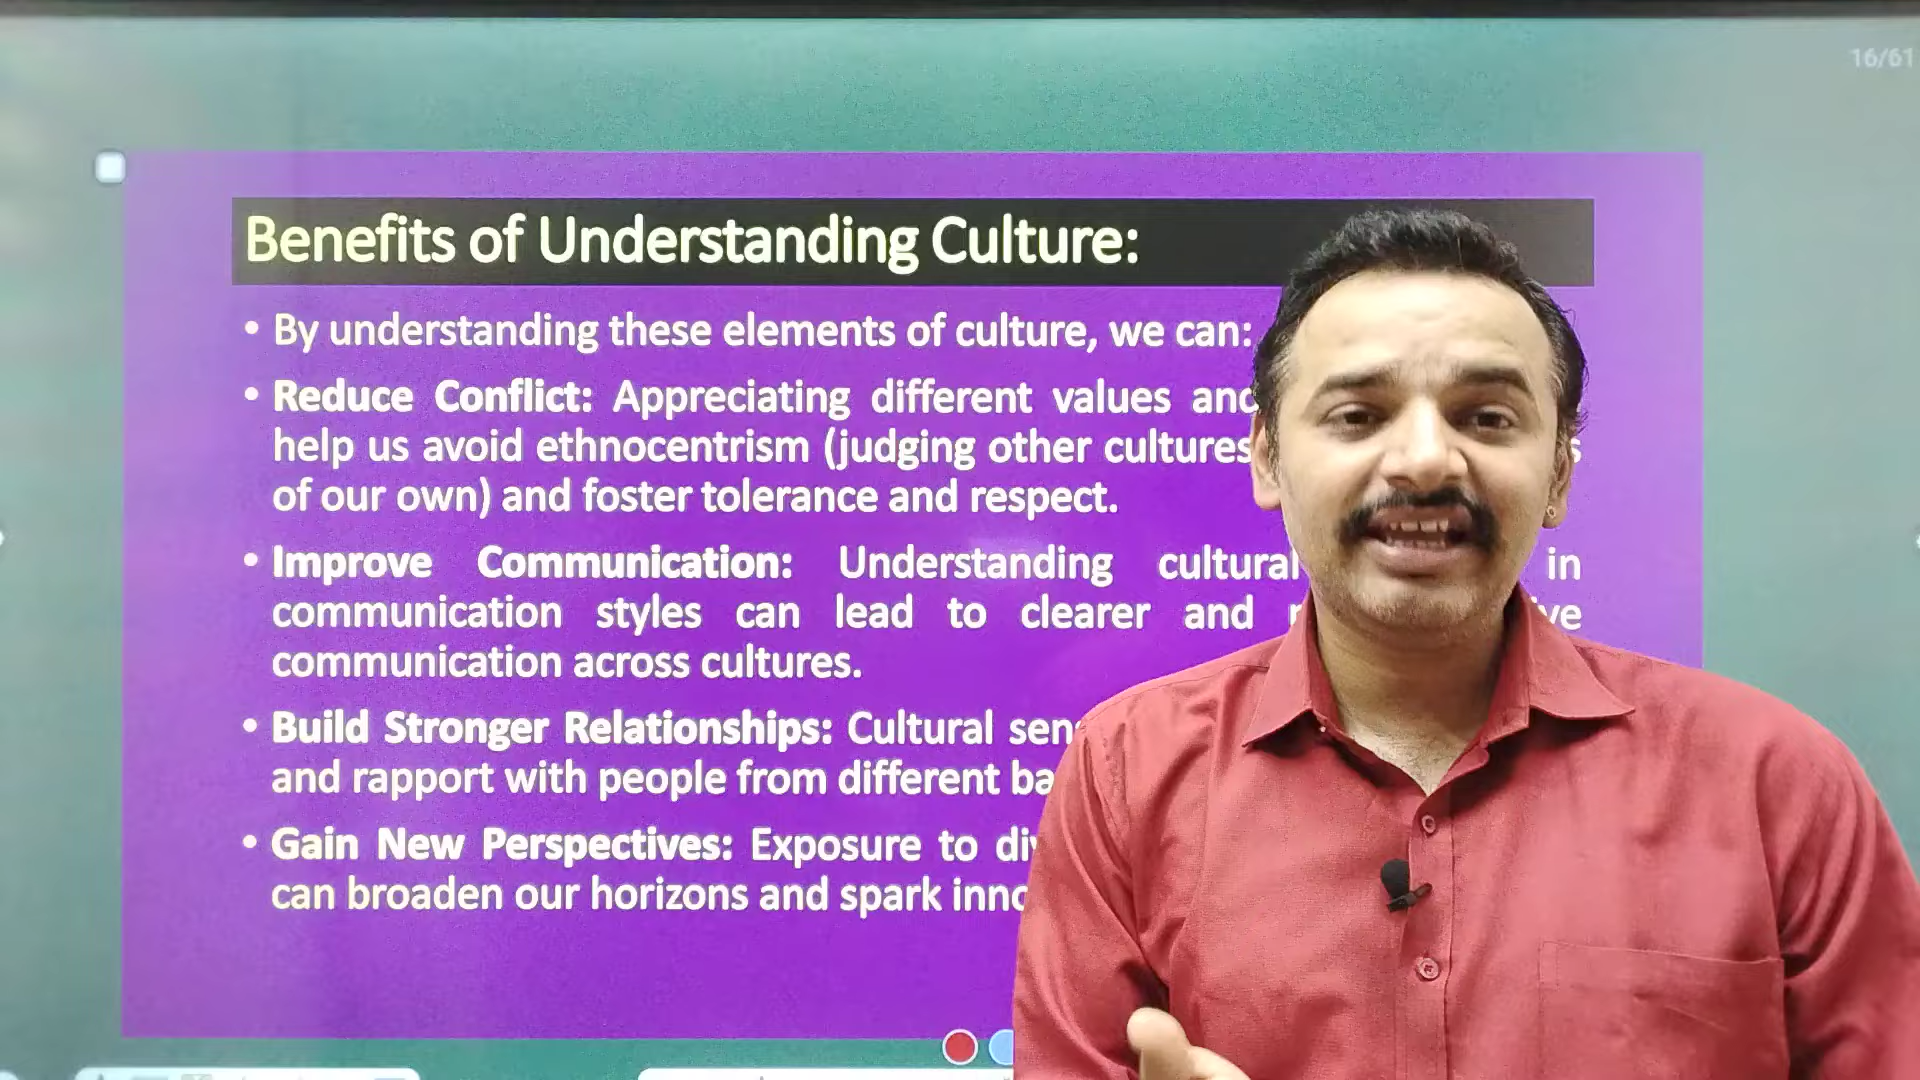 16/61
Benefits of Understanding Culture:
• By understanding these elements of culture, we can:
• Reduce Conflict: Appreciating different values and
help us avoid ethnocentrism (judging other cultures
of our own) and foster tolerance and respect.
• Improve Communication: Understanding cultural in
communication styles can lead to clearer and
communication across cultures.
• Build Stronger Relationships: Cultural
and rapport with people from different
• Gain New Perspectives: Exposure to
can broaden our horizons and spark